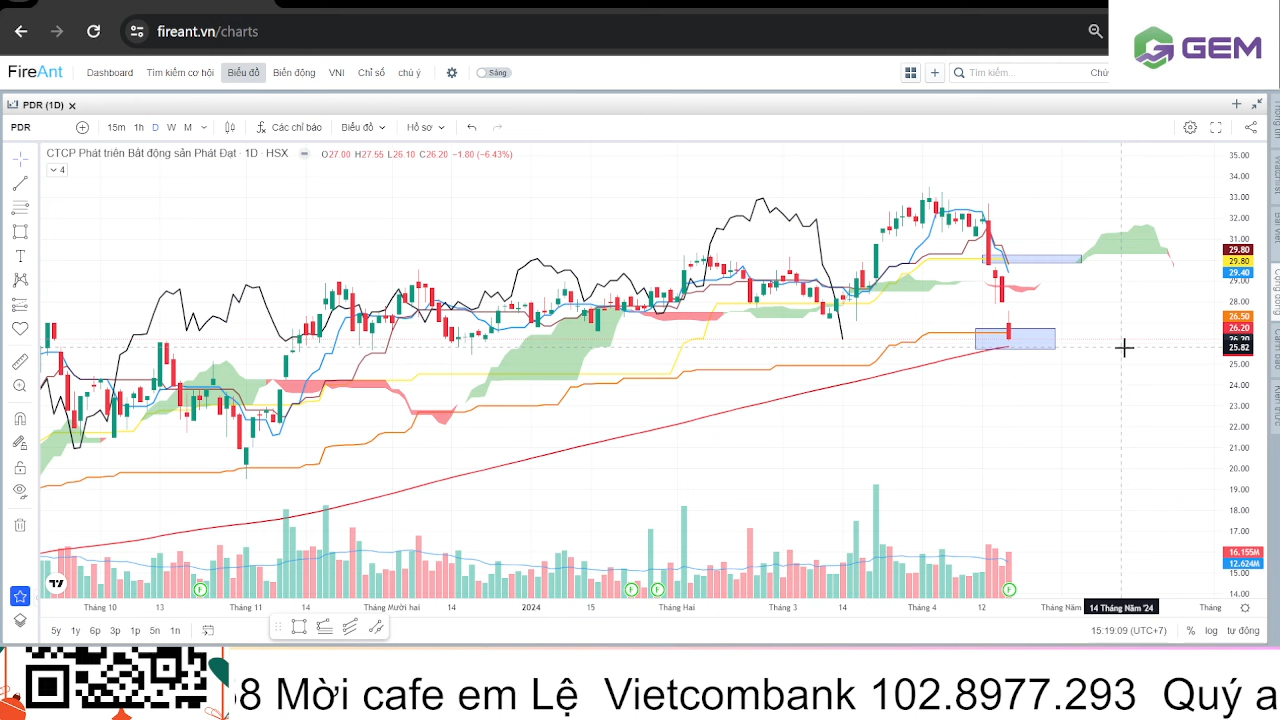 fireant.vn/charts
GEM
FireAnt Dashboard Tìm kiếm cơ hội Biểu đồ Biến động VNI Chỉ số chú ý Sáng Tìm kiếm... Chứ
PDR (1D)
PDR 15m 1h D W M Các chỉ báo Biểu đồ Hồ sơ
CTCP Phát triển Bất động sản Phát Đạt · 1D · HSX O27.00 H27.55 L26.10 C26.20 −1.80 (−6.43%)
4
35.00
34.00
33.00
32.00
31.00
29.80
29.80
29.40
29.00
28.00
26.50
26.20
25.82
25.00
24.00
23.00
22.00
21.00
20.00
19.00
18.00
17.00
16.155M
12.624M
15.00
14.00
F F F F
Tháng 10 13 Tháng 11 14 Tháng Mười hai 14 2024 15 Tháng Hai Tháng 3 14 Tháng 4 12 Tháng Năm 14 Tháng Năm '24 Tháng
5y 1y 6p 3p 1p 5n 1n 15:19:09 (UTC+7) % log tự động
8 Mời cafe em Lệ Vietcombank 102.8977.293 Quý a